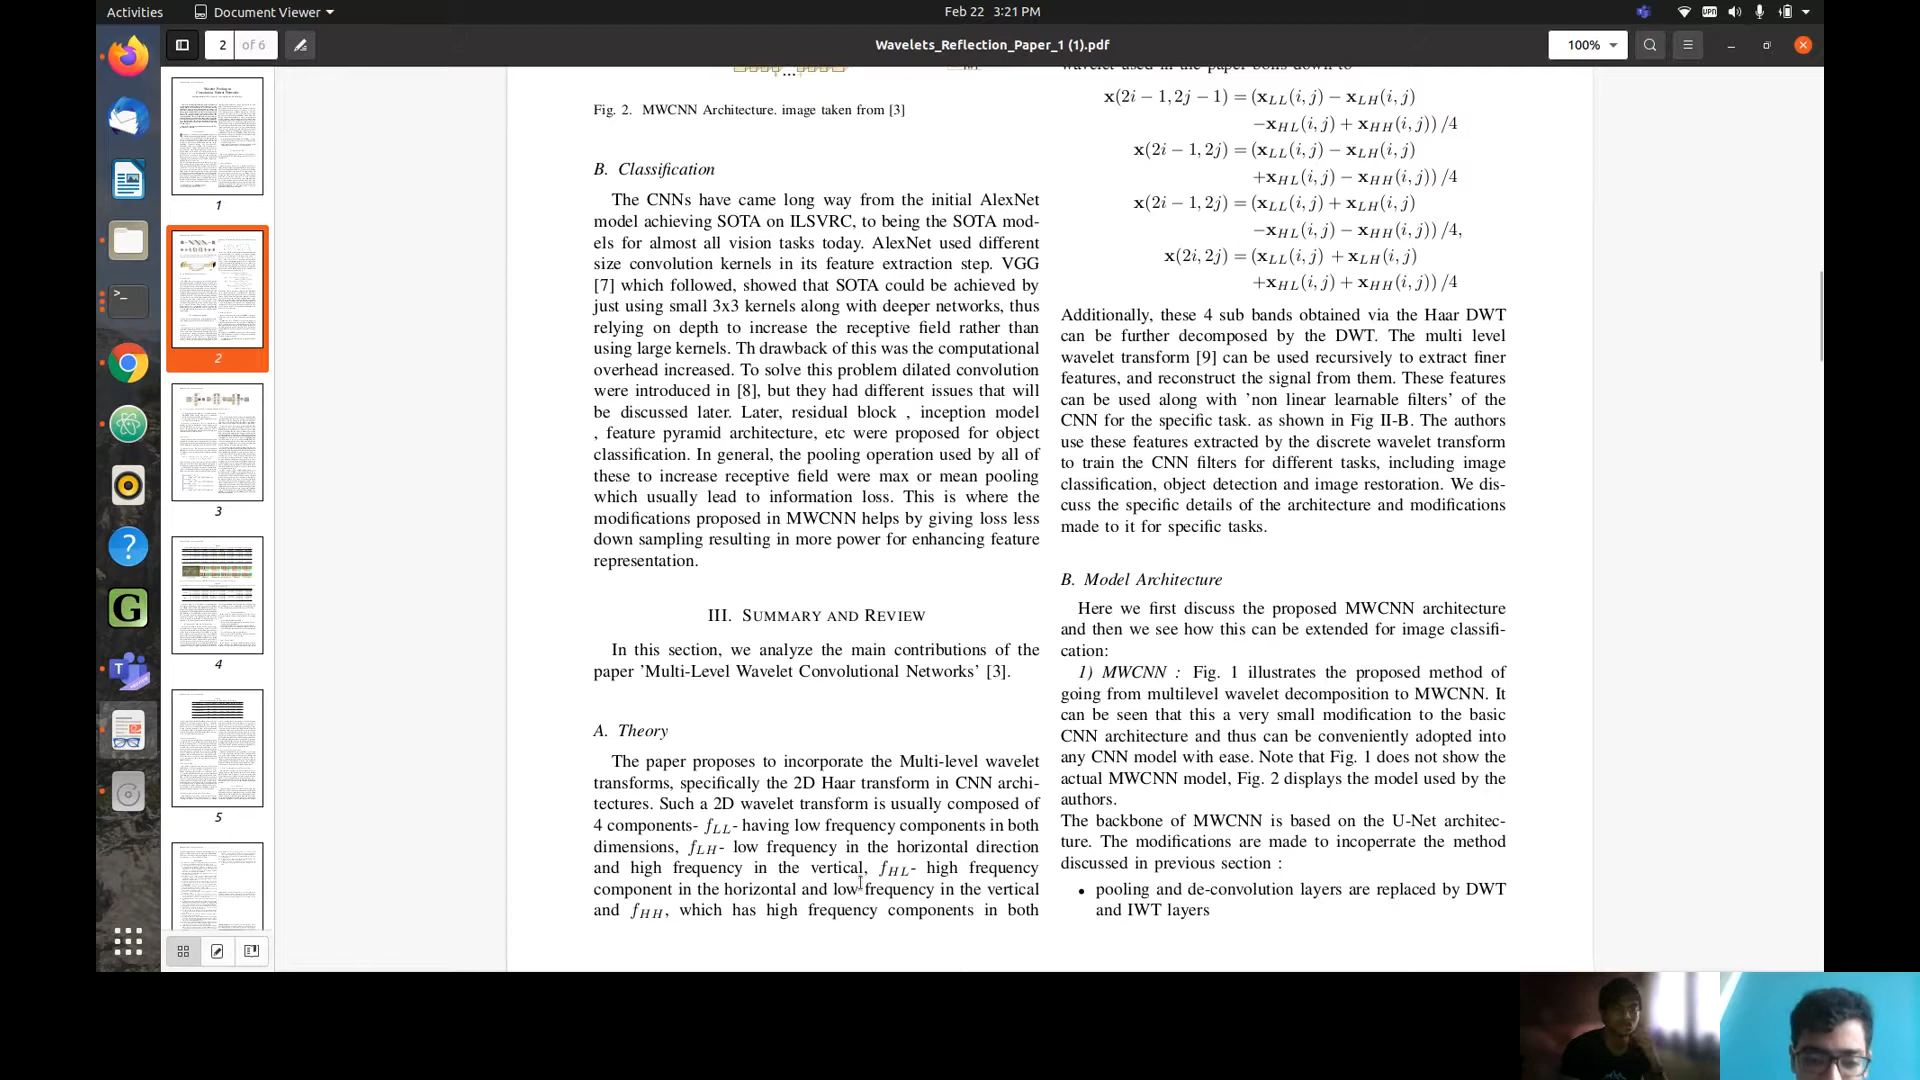 Activities
Document Viewer
Feb 22 3:21 PM
2 of 6
Wavelets_Reflection_Paper_1 (1).pdf
100%
1
2
3
4
5
Fig. 2. MWCNN Architecture. image taken from [3]
B. Classification
The CNNs have came long way from the initial AlexNet
model achieving SOTA on ILSVRC, to being the SOTA mod-
els for almost all vision tasks today. AlexNet used different
size convolution kernels in its feature extraction step. VGG
[7] which followed, showed that SOTA could be achieved by
just using small 3x3 kernels along with deeper networks, thus
relying on depth to increase the receptive field rather than
using large kernels. Th drawback of this was the computational
overhead increased. To solve this problem dilated convolution
were introduced in [8], but they had different issues that will
be discussed later. Later, residual block , inception model
, feature pyramid architecture, etc were proposed for object
classification. In general, the pooling operation used by all of
these to increase receptive field were max or mean pooling
which usually lead to information loss. This is where the
modifications proposed in MWCNN helps by giving loss less
down sampling resulting in more power for enhancing feature
representation.
III. SUMMARY AND REVIEW
In this section, we analyze the main contributions of the
paper 'Multi-Level Wavelet Convolutional Networks' [3].
A. Theory
The paper proposes to incorporate the Multi-level wavelet
transforms, specifically the 2D Haar transform in CNN archi-
tectures. Such a 2D wavelet transform is usually composed of
4 components- f_LL- having low frequency components in both
dimensions, f_LH- low frequency in the horizontal direction
and high frequency in the vertical, f_HL- high frequency
component in the horizontal and low frequency in the vertical
and f_HH, which has high frequency components in both
wavelet used in the paper boils down to
x(2i − 1, 2j − 1) = (x_LL(i, j) − x_LH(i, j)
−x_HL(i, j) + x_HH(i, j)) /4
x(2i − 1, 2j) = (x_LL(i, j) − x_LH(i, j)
+x_HL(i, j) − x_HH(i, j)) /4
x(2i − 1, 2j) = (x_LL(i, j) + x_LH(i, j)
−x_HL(i, j) − x_HH(i, j)) /4,
x(2i, 2j) = (x_LL(i, j) + x_LH(i, j)
+x_HL(i, j) + x_HH(i, j)) /4
Additionally, these 4 sub bands obtained via the Haar DWT
can be further decomposed by the DWT. The multi level
wavelet transform [9] can be used recursively to extract finer
features, and reconstruct the signal from them. These features
can be used along with 'non linear learnable filters' of the
CNN for the specific task. as shown in Fig II-B. The authors
use these features extracted by the discrete wavelet transform
to train the CNN filters for different tasks, including image
classification, object detection and image restoration. We dis-
cuss the specific details of the architecture and modifications
made to it for specific tasks.
B. Model Architecture
Here we first discuss the proposed MWCNN architecture
and then we see how this can be extended for image classifi-
cation:
1) MWCNN : Fig. 1 illustrates the proposed method of
going from multilevel wavelet decomposition to MWCNN. It
can be seen that this a very small modification to the basic
CNN architecture and thus can be conveniently adopted into
any CNN model with ease. Note that Fig. 1 does not show the
actual MWCNN model, Fig. 2 displays the model used by the
authors.
The backbone of MWCNN is based on the U-Net architec-
ture. The modifications are made to incoperrate the method
discussed in previous section :
• pooling and de-convolution layers are replaced by DWT
and IWT layers